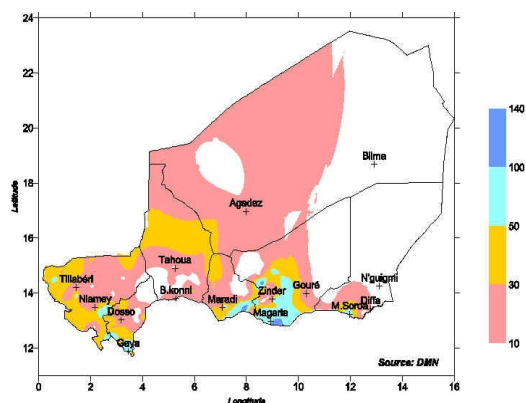 24
22
20
18
16
14
12
Latitude
0 2 4 6 8 10 12 14 16
Longitude
Bilma
Agadez
Tahoua
Tillabéri
N'guigmi
Zinder
Gouré
B.konni
Niamey
Maradi
Diffa
M.Soroa
Dosso
Magaria
Gaya
Source: DMN
140
100
50
30
10